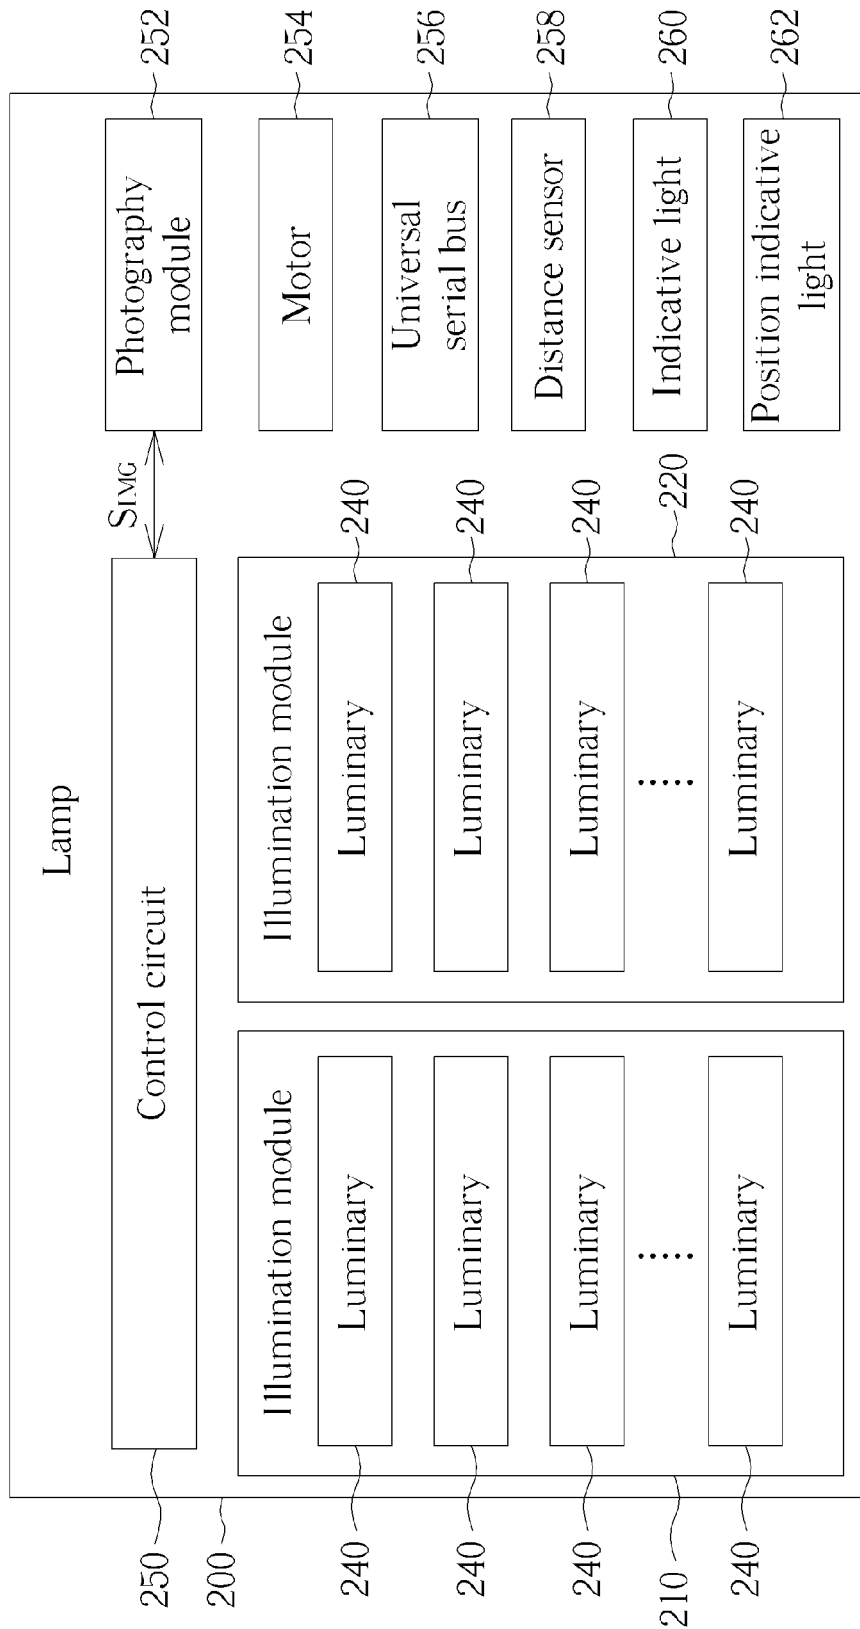 Lamp
200
Control circuit
250
SIMG
Photography
module
252
Motor
254
Universal
serial bus
256
Distance sensor
258
Indicative light
260
Position indicative
light
262
Illumination module
210
Luminary
240
Luminary
240
Luminary
240
Luminary
240
Illumination module
220
Luminary
240
Luminary
240
Luminary
240
Luminary
240